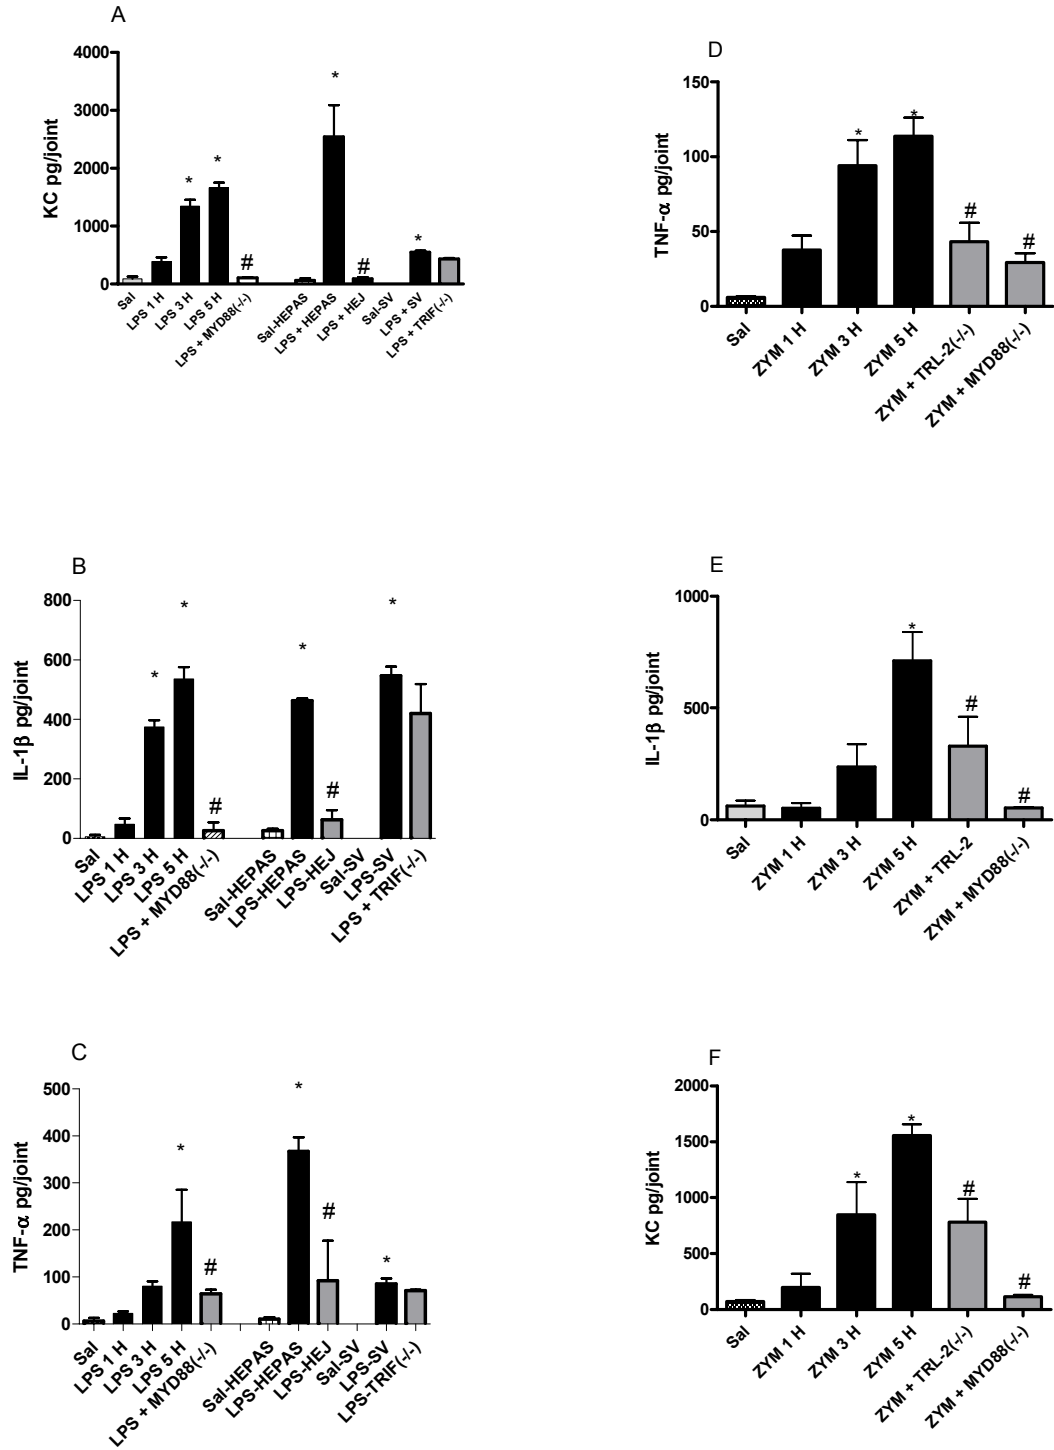 A
KC pg/joint
4000
3000
2000
1000
0
*
*
*
*
#
#
Sal
LPS 1 H
LPS 3 H
LPS 5 H
LPS + MYD88(-/-)
Sal-HEPAS
LPS + HEPAS
LPS + HEJ
Sal-SV
LPS + SV
LPS + TRIF(-/-)
D
TNF-α pg/joint
150
100
50
0
*
*
#
#
Sal
ZYM 1 H
ZYM 3 H
ZYM 5 H
ZYM + TRL-2(-/-)
ZYM + MYD88(-/-)
B
IL-1β pg/joint
800
600
400
200
0
*
*
*
*
#
#
Sal
LPS 1 H
LPS 3 H
LPS 5 H
LPS + MYD88(-/-)
Sal-HEPAS
LPS-HEPAS
LPS-HEJ
Sal-SV
LPS-SV
LPS + TRIF(-/-)
E
IL-1β pg/joint
1000
500
0
*
#
#
Sal
ZYM 1 H
ZYM 3 H
ZYM 5 H
ZYM + TRL-2
ZYM + MYD88(-/-)
C
TNF-α pg/joint
500
400
300
200
100
0
*
*
*
#
#
Sal
LPS 1 H
LPS 3 H
LPS 5 H
LPS + MYD88(-/-)
Sal-HEPAS
LPS-HEPAS
LPS-HEJ
Sal-SV
LPS-SV
LPS-TRIF(-/-)
F
KC pg/joint
2000
1500
1000
500
0
*
*
#
#
Sal
ZYM 1 H
ZYM 3 H
ZYM 5 H
ZYM + TRL-2(-/-)
ZYM + MYD88(-/-)